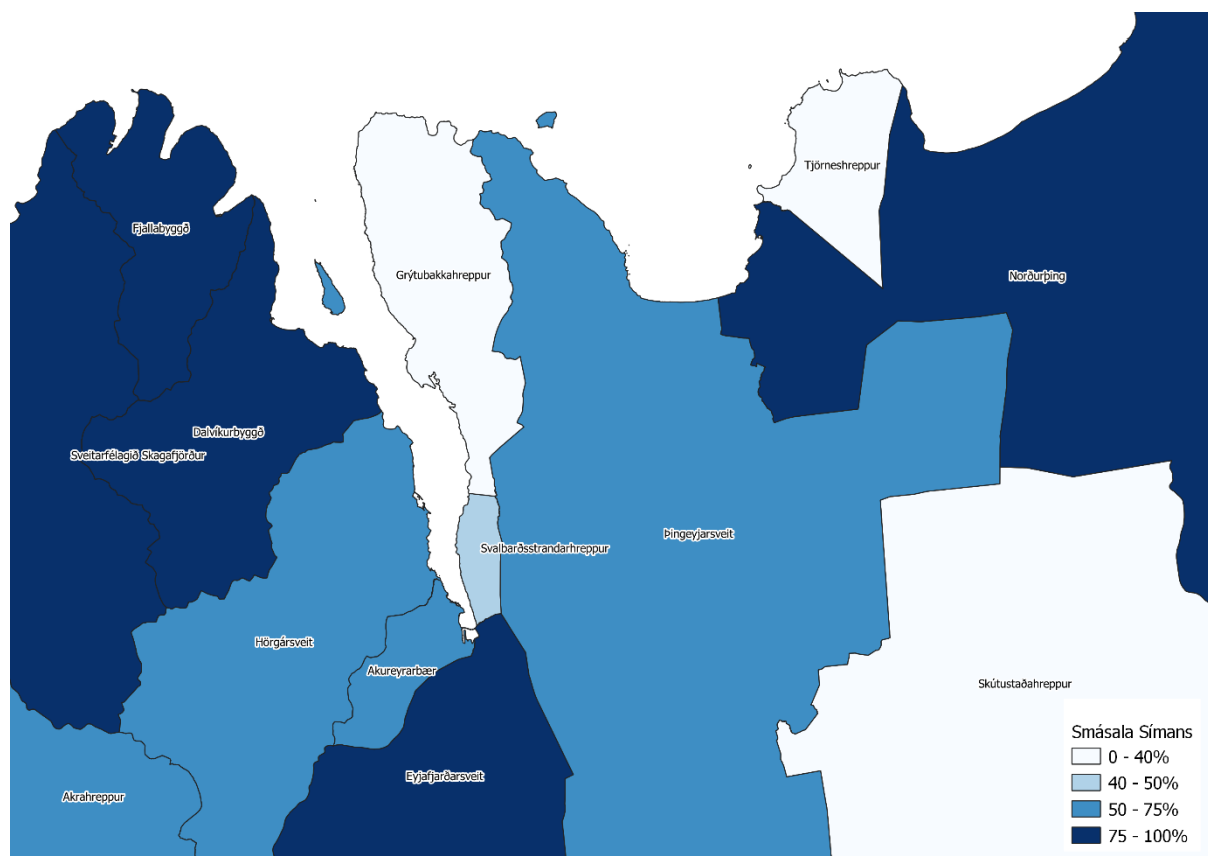 Tjörneshreppur
Fjallabyggð
Grýtubakkahreppur
Norðurþing
Dalvíkurbyggð
Sveitarfélagið Skagafjörður
Þingeyjarsveit
Svalbarðsstrandarhreppur
Hörgársveit
Akureyrarbær
Skútustaðahreppur
Eyjafjarðarsveit
Akrahreppur
Smásala Símans
0 - 40%
40 - 50%
50 - 75%
75 - 100%